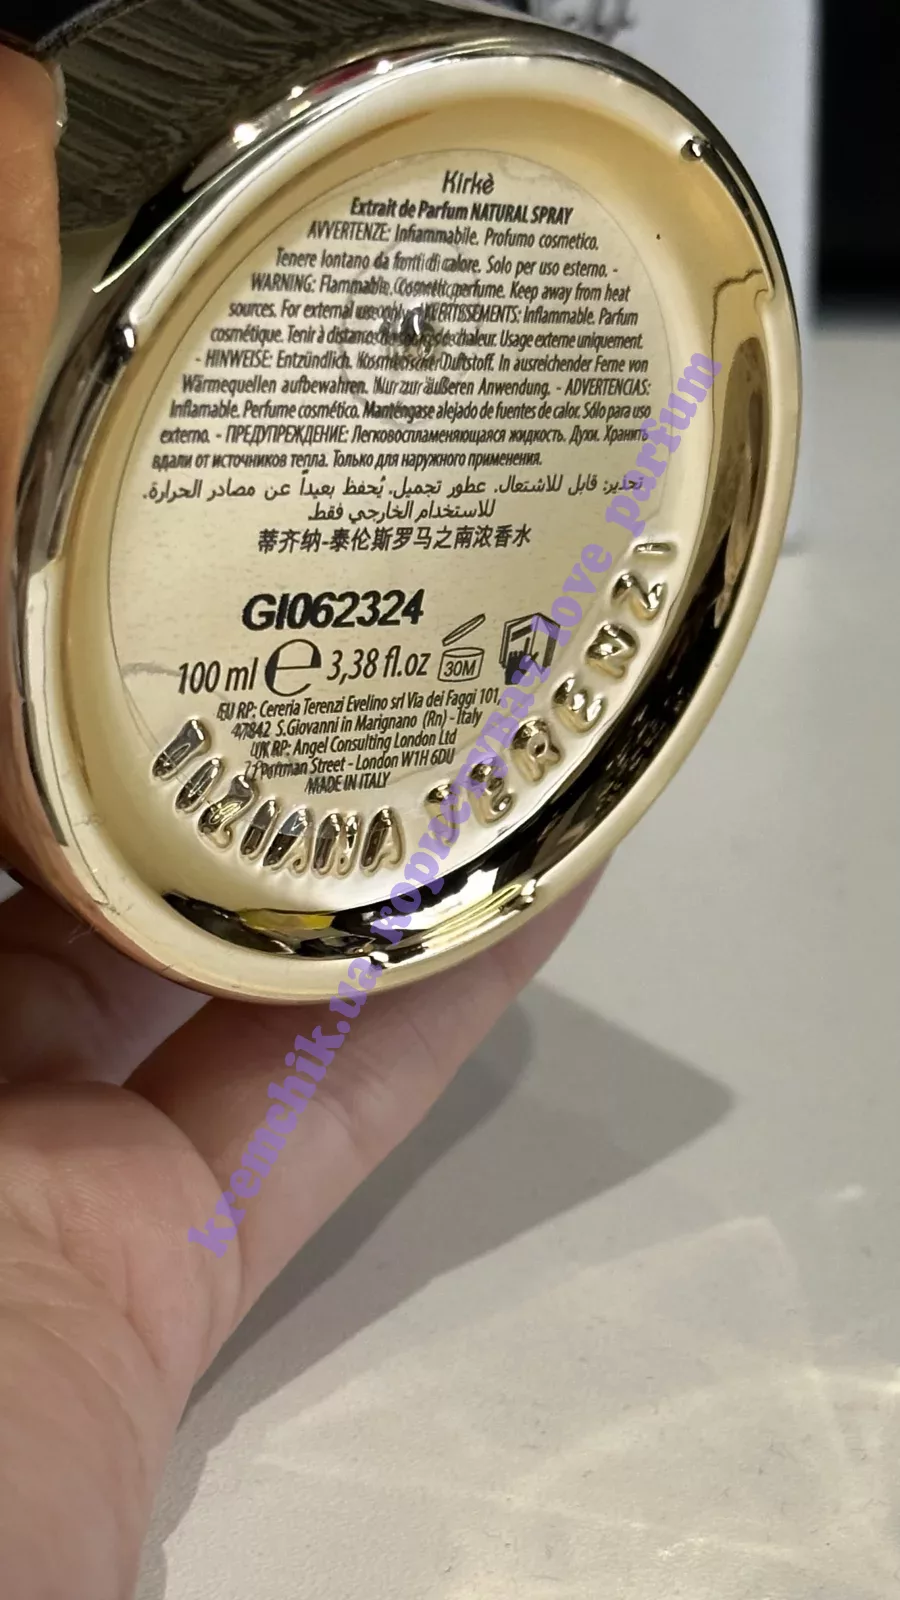 Kirkè
Extrait de Parfum NATURAL SPRAY
AVVERTENZE: Infiammabile. Profumo cosmetico.
Tenere lontano da fonti di calore. Solo per uso esterno. -
WARNING: Flammable. Cosmetic perfume. Keep away from heat
sources. For external use only. - AVERTISSEMENTS: Inflammable. Parfum
cosmétique. Tenir à distance des sources de chaleur. Usage externe uniquement.
- HINWEISE: Entzündlich. Kosmetischer Duftstoff. In ausreichender Ferne von
Wärmequellen aufbewahren. Nur zur äußeren Anwendung. - ADVERTENCIAS:
Inflamable. Perfume cosmético. Manténgase alejado de fuentes de calor. Sólo para uso
externo. - ПРЕДУПРЕЖДЕНИЕ: Легковоспламеняющаяся жидкость. Духи. Хранить
вдали от источников тепла. Только для наружного применения.
تحذير: قابل للاشتعال. عطور تجميل. يُحفظ بعيداً عن مصادر الحرارة.
للاستخدام الخارجي فقط
蒂齐纳-泰伦斯罗马之南浓香水
GI062324
100 ml e 3,38 fl.oz 30M
EU RP: Cereria Terenzi Evelino srl Via dei Faggi 101,
47842 S.Giovanni in Marignano (Rn) - Italy
UK RP: Angel Consulting London Ltd
Portman Street - London W1H 6DU
MADE IN ITALY
TIZIANA TERENZI
kremchik.ua користувач love parfum